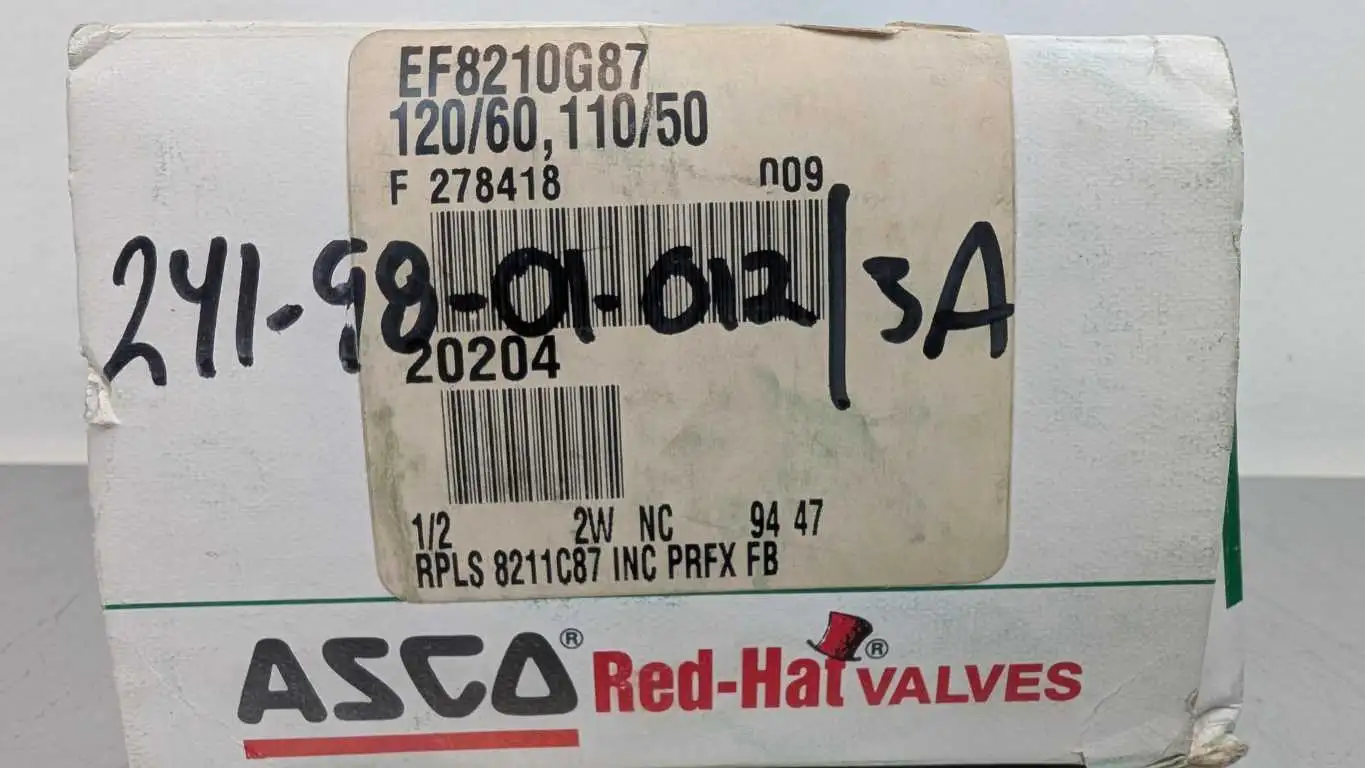 EF8210G87
120/60,110/50
F 278418 009
241-98-01-012/3A
20204
1/2 2W NC 94 47
RPLS 8211C87 INC PRFX FB
ASCO® Red-Hat® VALVES